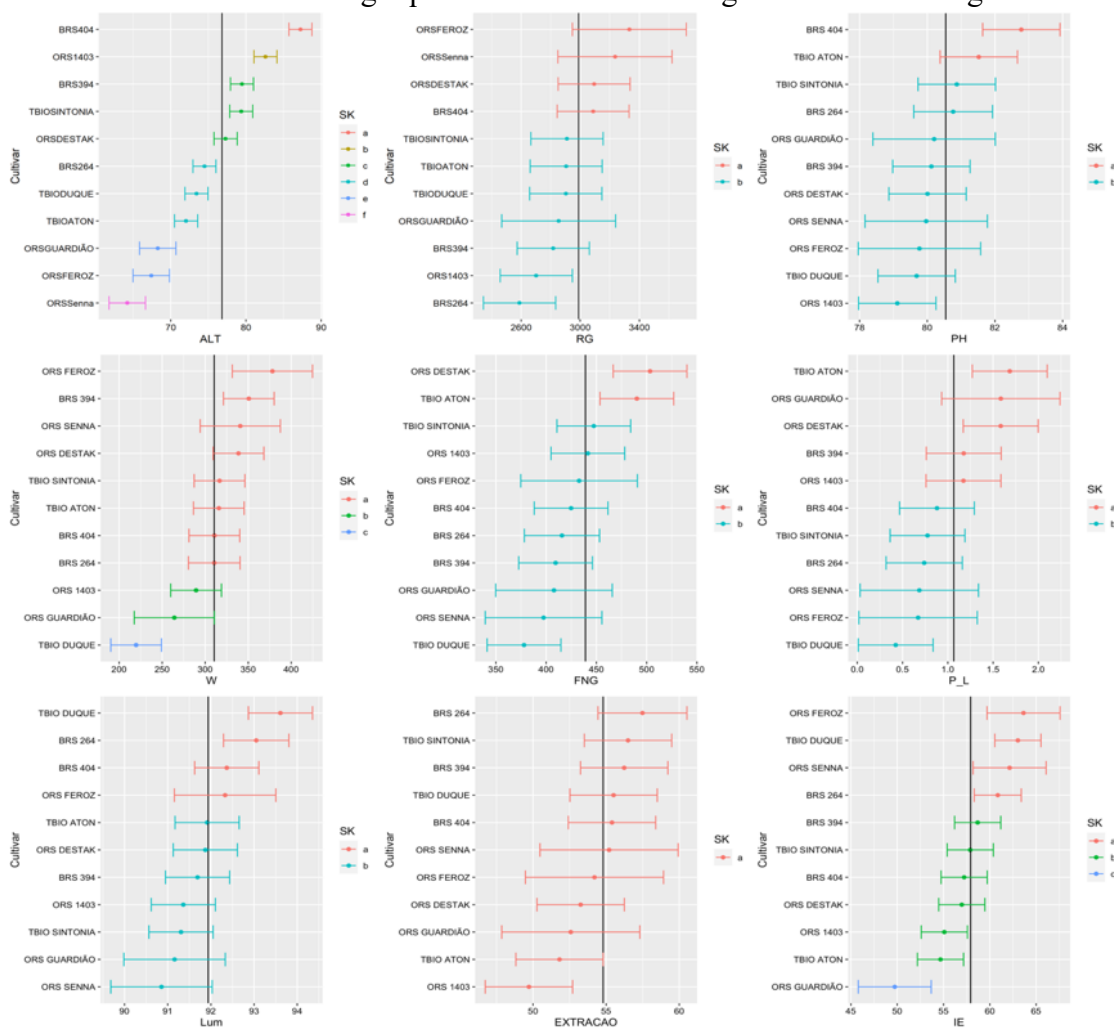 BRS404
ORS1403
BRS394
TBIOSINTONIA
ORSDESTAK
BRS264
TBIODUQUE
TBIOATON
ORSGUARDIÃO
ORSFEROZ
ORSSenna
Cultivar
70 80 90
ALT
SK
a
b
c
d
e
f
ORSFEROZ
ORSSenna
ORSDESTAK
BRS404
TBIOSINTONIA
TBIOATON
TBIODUQUE
ORSGUARDIÃO
BRS394
ORS1403
BRS264
Cultivar
2600 3000 3400
RG
SK
a
b
BRS 404
TBIO ATON
TBIO SINTONIA
BRS 264
ORS GUARDIÃO
BRS 394
ORS DESTAK
ORS SENNA
ORS FEROZ
TBIO DUQUE
ORS 1403
Cultivar
78 80 82 84
PH
SK
a
b
ORS FEROZ
BRS 394
ORS SENNA
ORS DESTAK
TBIO SINTONIA
TBIO ATON
BRS 404
BRS 264
ORS 1403
ORS GUARDIÃO
TBIO DUQUE
Cultivar
200 250 300 350 400
W
SK
a
b
c
ORS DESTAK
TBIO ATON
TBIO SINTONIA
ORS 1403
ORS FEROZ
BRS 404
BRS 264
BRS 394
ORS GUARDIÃO
ORS SENNA
TBIO DUQUE
Cultivar
350 400 450 500 550
FNG
SK
a
b
TBIO ATON
ORS GUARDIÃO
ORS DESTAK
BRS 394
ORS 1403
BRS 404
TBIO SINTONIA
BRS 264
ORS SENNA
ORS FEROZ
TBIO DUQUE
Cultivar
0.0 0.5 1.0 1.5 2.0
P_L
SK
a
b
TBIO DUQUE
BRS 264
BRS 404
ORS FEROZ
TBIO ATON
ORS DESTAK
BRS 394
ORS 1403
TBIO SINTONIA
ORS GUARDIÃO
ORS SENNA
Cultivar
90 91 92 93 94
Lum
SK
a
b
BRS 264
TBIO SINTONIA
BRS 394
TBIO DUQUE
BRS 404
ORS SENNA
ORS FEROZ
ORS DESTAK
ORS GUARDIÃO
TBIO ATON
ORS 1403
Cultivar
50 55 60
EXTRACAO
SK
a
ORS FEROZ
TBIO DUQUE
ORS SENNA
BRS 264
BRS 394
TBIO SINTONIA
BRS 404
ORS DESTAK
ORS 1403
TBIO ATON
ORS GUARDIÃO
Cultivar
45 50 55 60 65
IE
SK
a
b
c